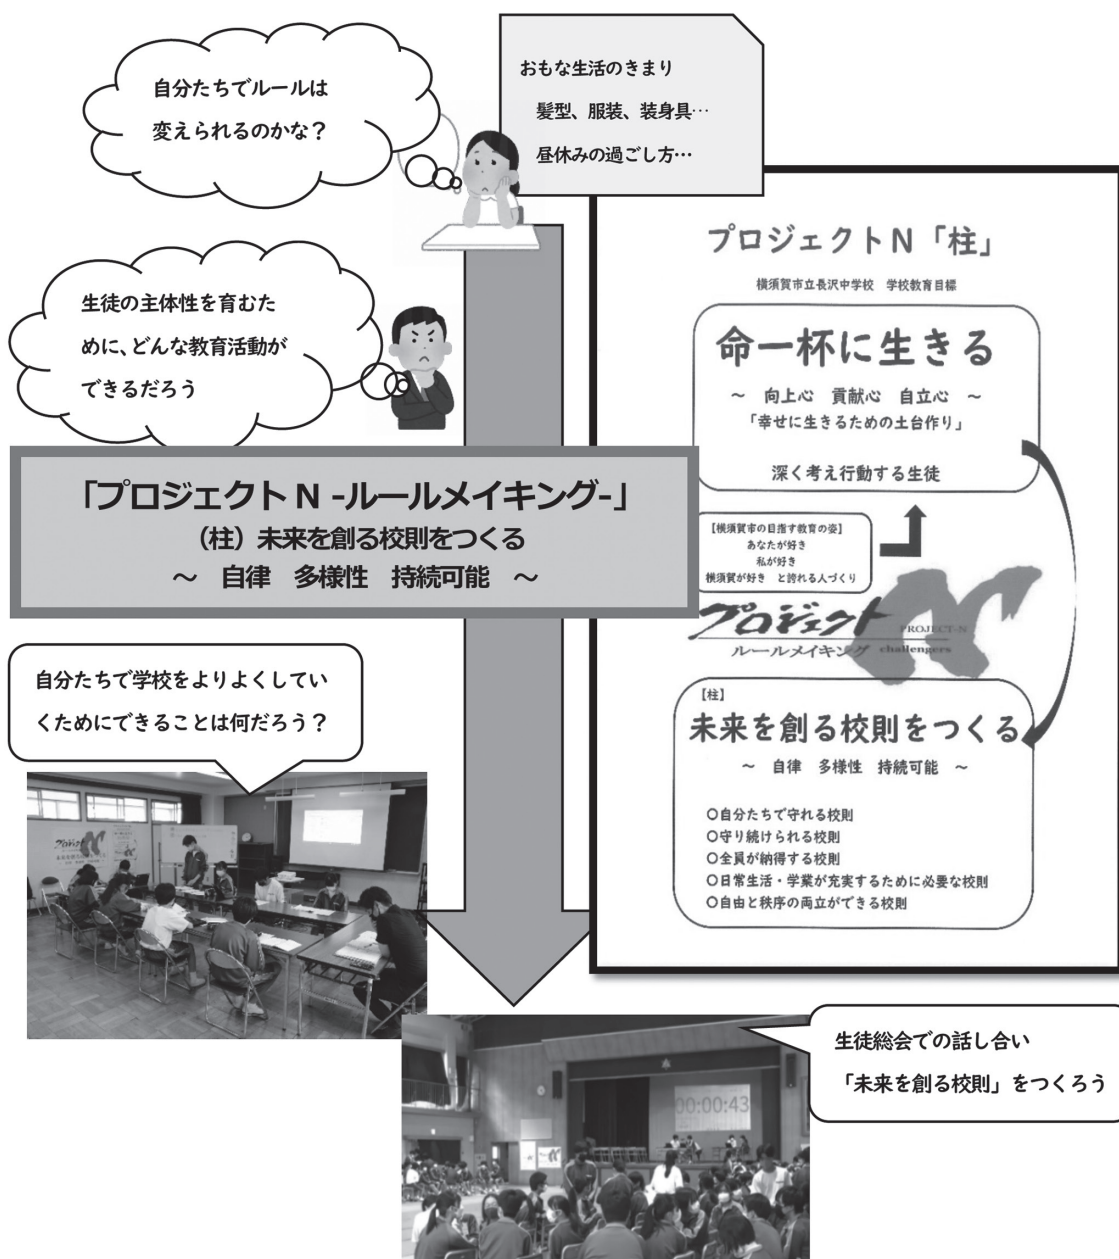 自分たちでルールは
変えられるのかな？
おもな生活のきまり
髪型、服装、装身具…
昼休みの過ごし方…
生徒の主体性を育むた
めに、どんな教育活動が
できるだろう
「プロジェクト N -ルールメイキング-」
（柱）未来を創る校則をつくる
～　自律　多様性　持続可能　～
プロジェクトN「柱」
横須賀市立長沢中学校　学校教育目標
命一杯に生きる
～　向上心　貢献心　自立心　～
「幸せに生きるための土台作り」
深く考え行動する生徒
【横須賀市の目指す教育の姿】
あなたが好き
私が好き
横須賀が好き　と誇れる人づくり
プロジェクト
PROJECT-N
ルールメイキング
challengers
【柱】
未来を創る校則をつくる
～　自律　多様性　持続可能　～
○自分たちで守れる校則
○守り続けられる校則
○全員が納得する校則
○日常生活・学業が充実するために必要な校則
○自由と秩序の両立ができる校則
自分たちで学校をよりよくしてい
くためにできることは何だろう？
プロジェクト
00:00:43
生徒総会での話し合い
「未来を創る校則」をつくろう